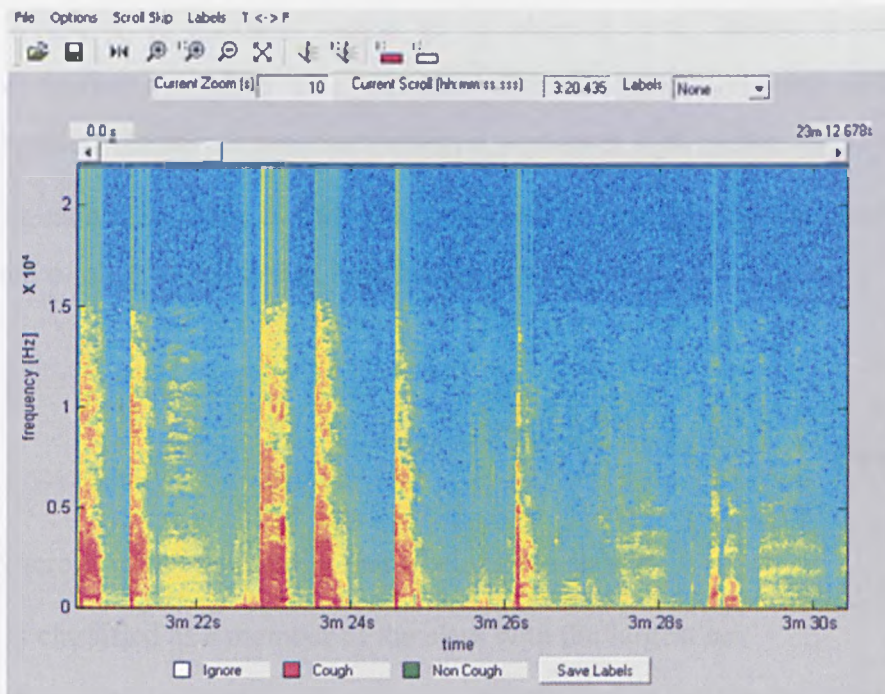 File Options Scroll Skip Labels T <-> F
Current Zoom (s) 10 Current Scroll (hh:mm:ss.sss) 3:20.435 Labels None
0.0 s 23m 12.678s
X 10⁴
2
1.5
1
0.5
0
frequency [Hz]
3m 22s 3m 24s 3m 26s 3m 28s 3m 30s
time
Ignore Cough Non Cough Save Labels